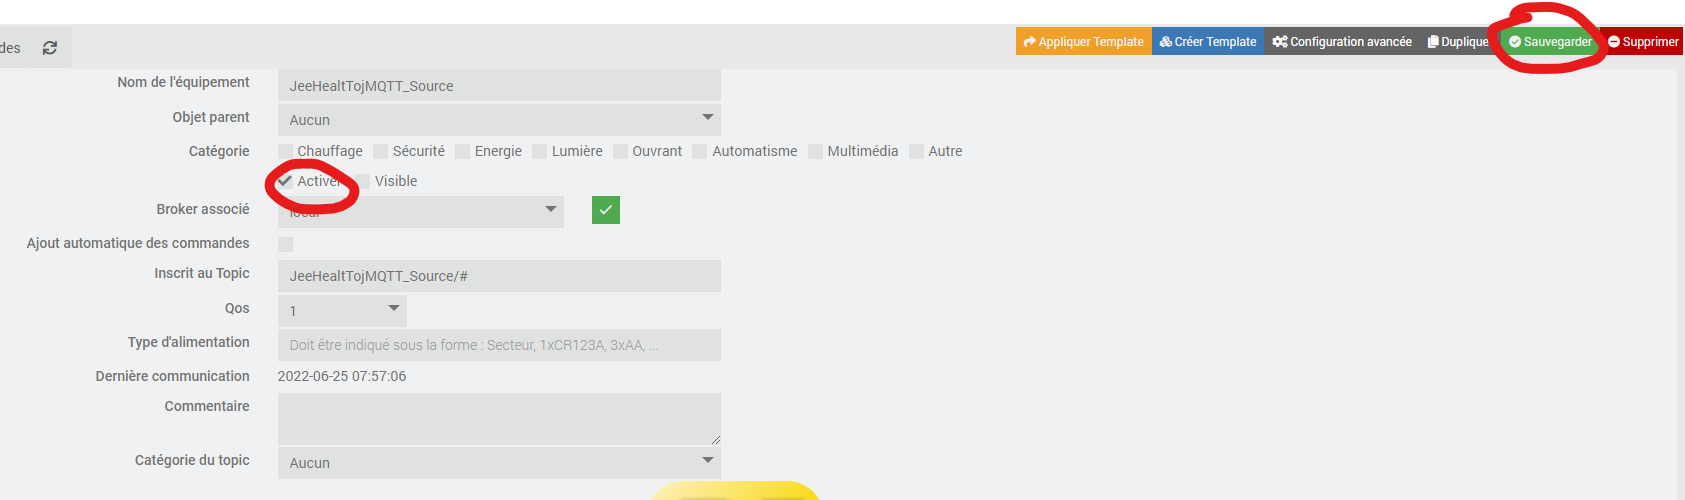 des
Appliquer Template Créer Template Configuration avancée Dupliquer Sauvegarder Supprimer
Nom de l'équipement JeeHealtTojMQTT_Source
Objet parent Aucun
Catégorie Chauffage Sécurité Energie Lumière Ouvrant Automatisme Multimédia Autre
Activer Visible
Broker associé local
Ajout automatique des commandes
Inscrit au Topic JeeHealtTojMQTT_Source/#
Qos 1
Type d'alimentation Doit être indiqué sous la forme : Secteur, 1xCR123A, 3xAA, ...
Dernière communication 2022-06-25 07:57:06
Commentaire
Catégorie du topic Aucun